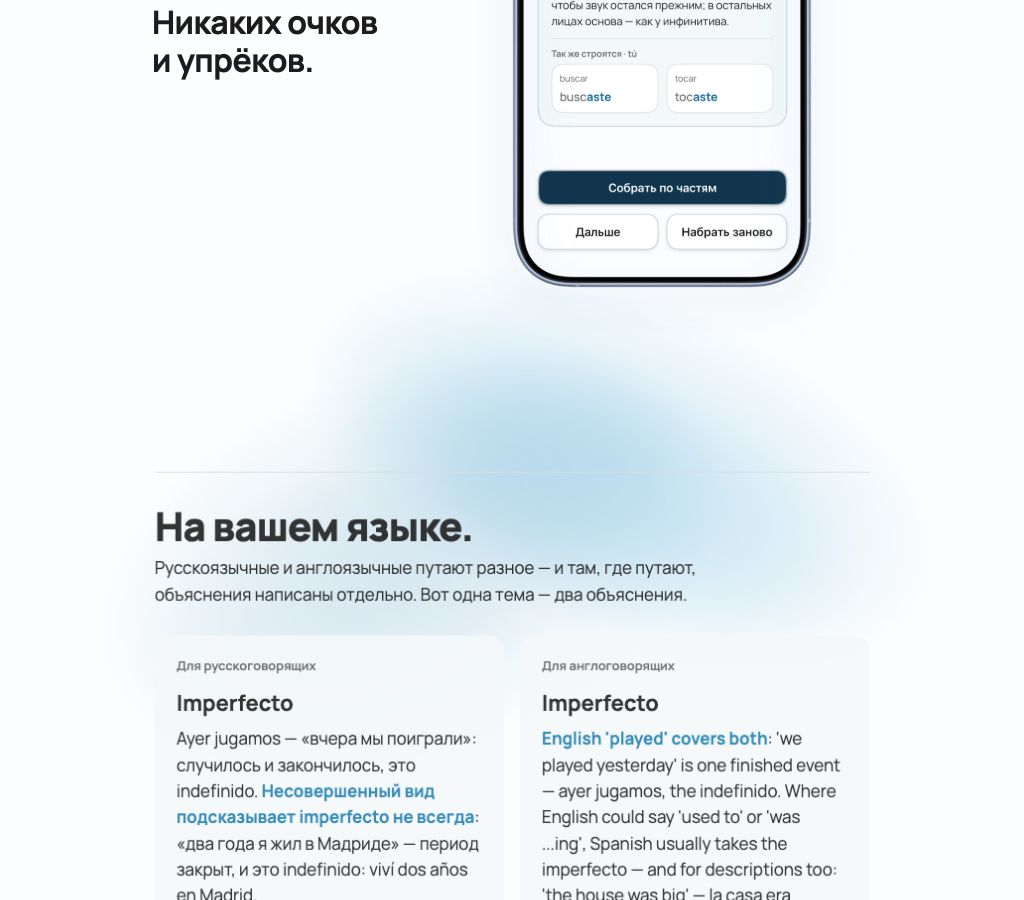 Никаких очков
и упрёков.
чтобы звук остался прежним; в остальных
лицах основа — как у инфинитива.
Так же строятся · tú
buscar
buscaste
tocar
tocaste
Собрать по частям
Дальше
Набрать заново
На вашем языке.
Русскоязычные и англоязычные путают разное — и там, где путают,
объяснения написаны отдельно. Вот одна тема — два объяснения.
Для русскоговорящих
Imperfecto
Ayer jugamos — «вчера мы поиграли»:
случилось и закончилось, это
indefinido. Несовершенный вид
подсказывает imperfecto не всегда:
«два года я жил в Мадриде» — период
закрыт, и это indefinido: viví dos años
en Madrid.
Для англоговорящих
Imperfecto
English 'played' covers both: 'we
played yesterday' is one finished event
— ayer jugamos, the indefinido. Where
English could say 'used to' or 'was
...ing', Spanish usually takes the
imperfecto — and for descriptions too:
'the house was big' — la casa era